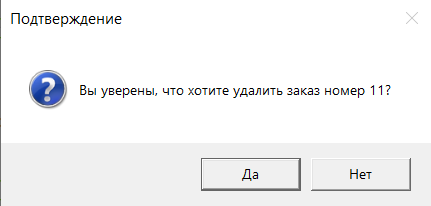 Подтверждение
Вы уверены, что хотите удалить заказ номер 11?
Да
Нет